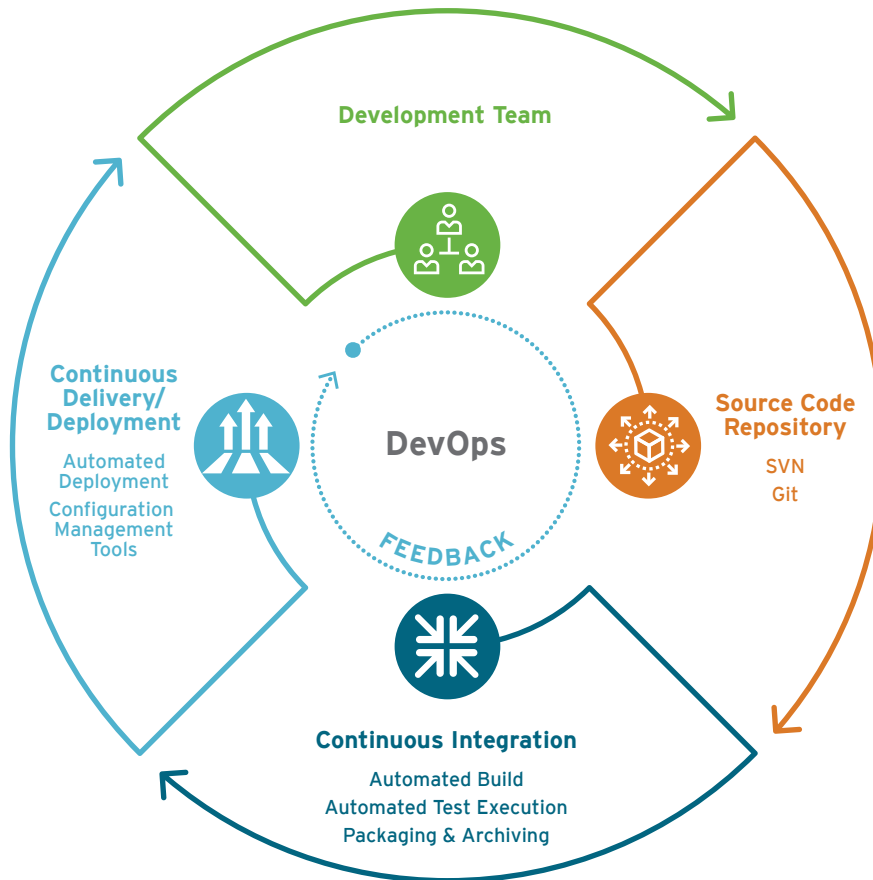 Development Team
Continuous
Delivery/
Deployment
Automated
Deployment
Configuration
Management
Tools
DevOps
FEEDBACK
Source Code
Repository
SVN
Git
Continuous Integration
Automated Build
Automated Test Execution
Packaging & Archiving